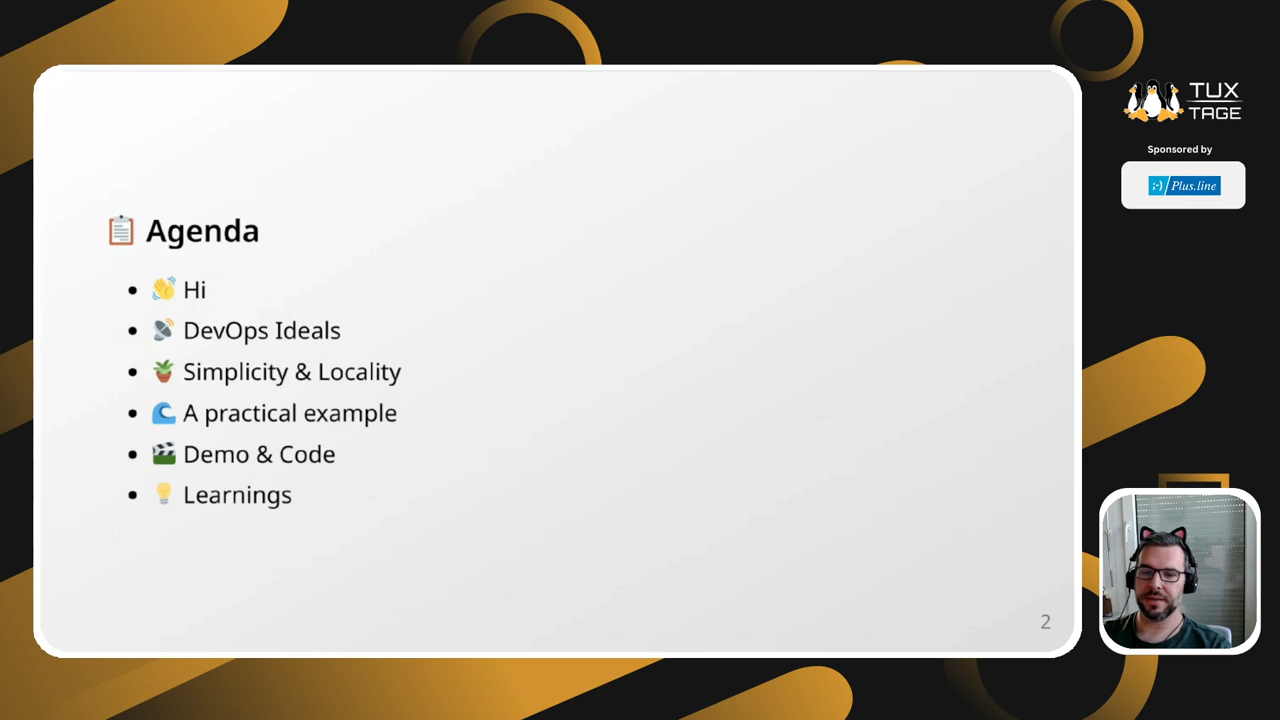 Agenda
Hi
DevOps Ideals
Simplicity & Locality
A practical example
Demo & Code
Learnings
2
TUX
TAGE
Sponsored by
:-) Plus.line